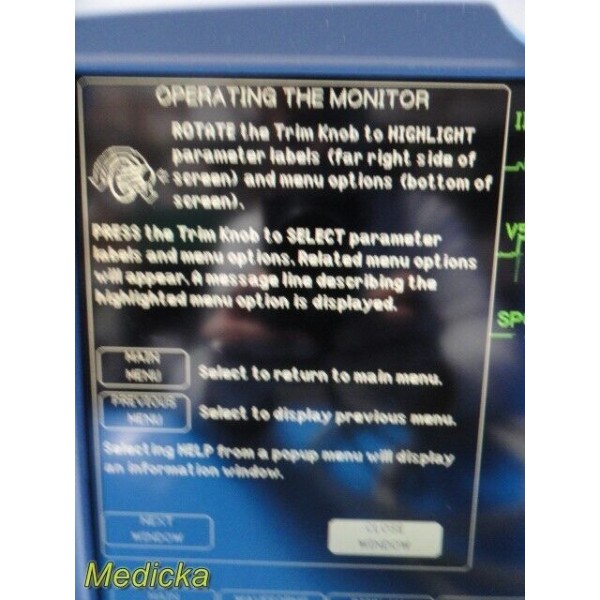 OPERATING THE MONITOR
ROTATE the Trim Knob to HIGHLIGHT
parameter labels (far right side of
screen) and menu options (bottom of
screen).
PRESS the Trim Knob to SELECT parameter
labels and menu options. Related menu options
will appear. A message line describing the
highlighted menu option is displayed.
MAIN
MENU
Select to return to main menu.
PREVIOUS
MENU
Select to display previous menu.
Selecting HELP from a popup menu will display
an information window.
NEXT
WINDOW
CLOSE
WINDOW
V5
SPO
Medicka